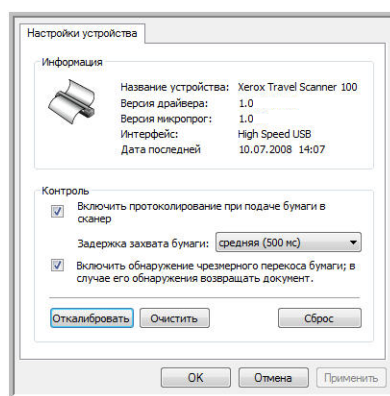 Настройки устройства
Информация
Название устройства: Xerox Travel Scanner 100
Версия драйвера: 1.0
Версия микропрог: 1.0
Интерфейс: High Speed USB
Дата последней 10.07.2008 14:07
Контроль
Включить протоколирование при подаче бумаги в
сканер
Задержка захвата бумаги: средняя (500 мс)
Включить обнаружение чрезмерного перекоса бумаги; в
случае его обнаружения возвращать документ.
Откалибровать Очистить Сброс
OK Отмена Применить